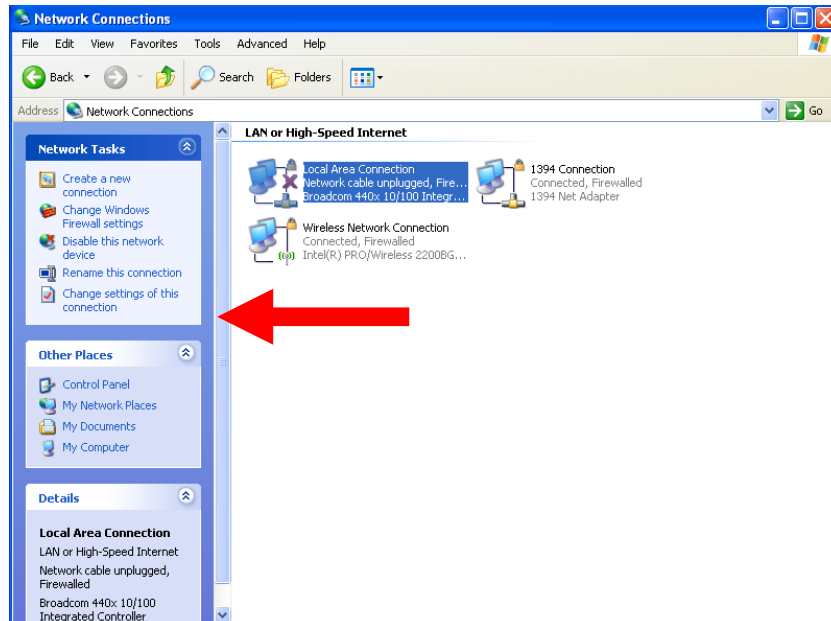 Network Connections
File Edit View Favorites Tools Advanced Help
Back Search Folders
Address Network Connections Go
Network Tasks
Create a new
connection
Change Windows
Firewall settings
Disable this network
device
Rename this connection
Change settings of this
connection
Other Places
Control Panel
My Network Places
My Documents
My Computer
Details
Local Area Connection
LAN or High-Speed Internet
Network cable unplugged,
Firewalled
Broadcom 440x 10/100
Integrated Controller
LAN or High-Speed Internet
Local Area Connection
Network cable unplugged, Fire...
Broadcom 440x 10/100 Integr...
1394 Connection
Connected, Firewalled
1394 Net Adapter
Wireless Network Connection
Connected, Firewalled
Intel(R) PRO/Wireless 2200BG...